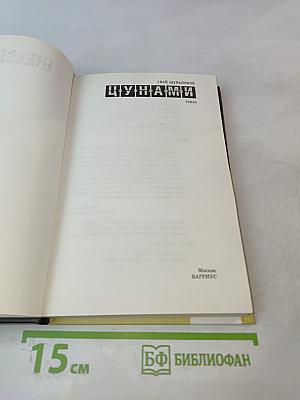 глеб шульпяков
ЦУНАМИ
роман
Москва
ВАГРИУС
15 см
БФ БИБЛИОФАН